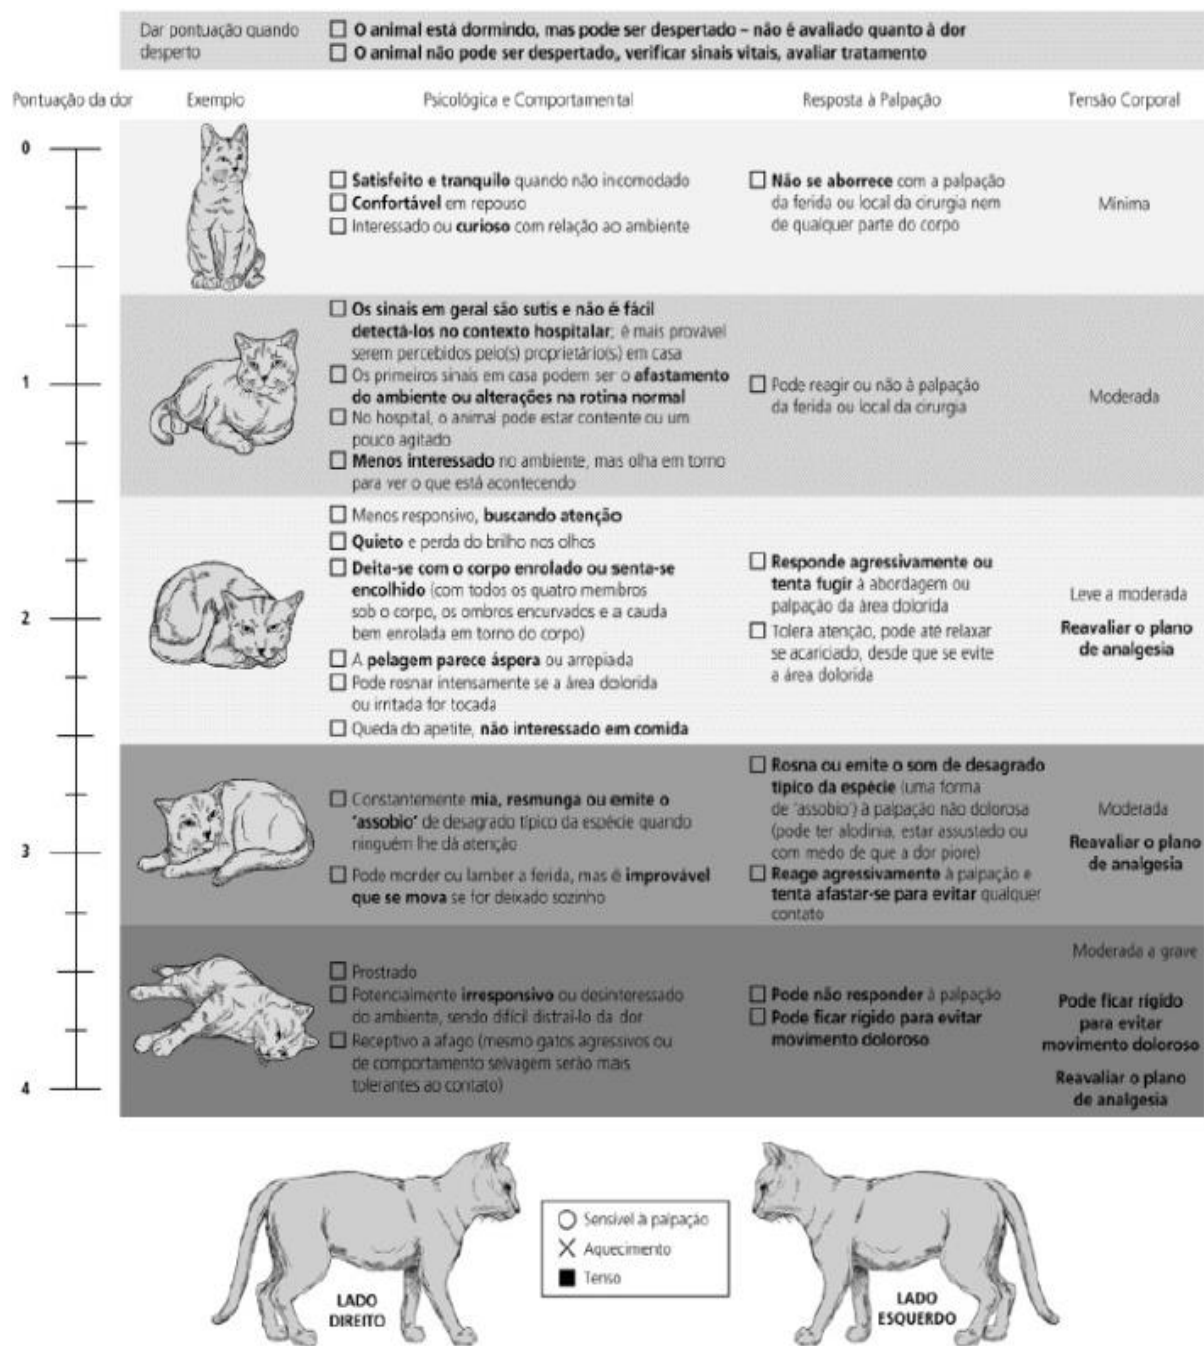 Dar pontuação quando
desperto
☐ O animal está dormindo, mas pode ser despertado – não é avaliado quanto à dor
☐ O animal não pode ser despertado, verificar sinais vitais, avaliar tratamento
Pontuação da dor Exemplo Psicológica e Comportamental Resposta à Palpação Tensão Corporal
0
☐ Satisfeito e tranquilo quando não incomodado
☐ Confortável em repouso
☐ Interessado ou curioso com relação ao ambiente
☐ Não se aborrece com a palpação
da ferida ou local da cirurgia nem
de qualquer parte do corpo
Mínima
1
☐ Os sinais em geral são sutis e não é fácil
detectá-los no contexto hospitalar; é mais provável
serem percebidos pelo(s) proprietário(s) em casa
☐ Os primeiros sinais em casa podem ser o afastamento
do ambiente ou alterações na rotina normal
☐ No hospital, o animal pode estar contente ou um
pouco agitado
☐ Menos interessado no ambiente, mas olha em torno
para ver o que está acontecendo
☐ Pode reagir ou não à palpação
da ferida ou local da cirurgia
Moderada
2
☐ Menos responsivo, buscando atenção
☐ Quieto e perda do brilho nos olhos
☐ Deita-se com o corpo enrolado ou senta-se
encolhido (com todos os quatro membros
sob o corpo, os ombros encurvados e a cauda
bem enrolada em torno do corpo)
☐ A pelagem parece áspera ou arrepiada
☐ Pode rosnar intensamente se a área dolorida
ou irritada for tocada
☐ Queda do apetite, não interessado em comida
☐ Responde agressivamente ou
tenta fugir à abordagem ou
palpação da área dolorida
☐ Tolera atenção, pode até relaxar
se acariciado, desde que se evite
a área dolorida
Leve a moderada
Reavaliar o plano
de analgesia
3
☐ Constantemente mia, resmunga ou emite o
'assobio' de desagrado típico da espécie quando
ninguém lhe dá atenção
☐ Pode morder ou lamber a ferida, mas é improvável
que se mova se for deixado sozinho
☐ Rosna ou emite o som de desagrado
típico da espécie (uma forma
de 'assobio') à palpação não dolorosa
(pode ter alodinia, estar assustado ou
com medo de que a dor piore)
☐ Reage agressivamente à palpação e
tenta afastar-se para evitar qualquer
contato
Moderada
Reavaliar o plano
de analgesia
4
☐ Prostrado
☐ Potencialmente irresponsivo ou desinteressado
do ambiente, sendo difícil distraí-lo da dor
☐ Receptivo a afago (mesmo gatos agressivos ou
de comportamento selvagem serão mais
tolerantes ao contato)
☐ Pode não responder à palpação
☐ Pode ficar rígido para evitar
movimento doloroso
Moderada a grave
Pode ficar rígido
para evitar
movimento doloroso
Reavaliar o plano
de analgesia
LADO
DIREITO
○ Sensível à palpação
✕ Aquecimento
■ Tenso
LADO
ESQUERDO